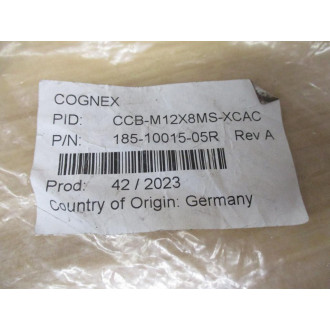 COGNEX
PID: CCB-M12X8MS-XCAC
P/N: 185-10015-05R Rev A
Prod: 42 / 2023
Country of Origin: Germany